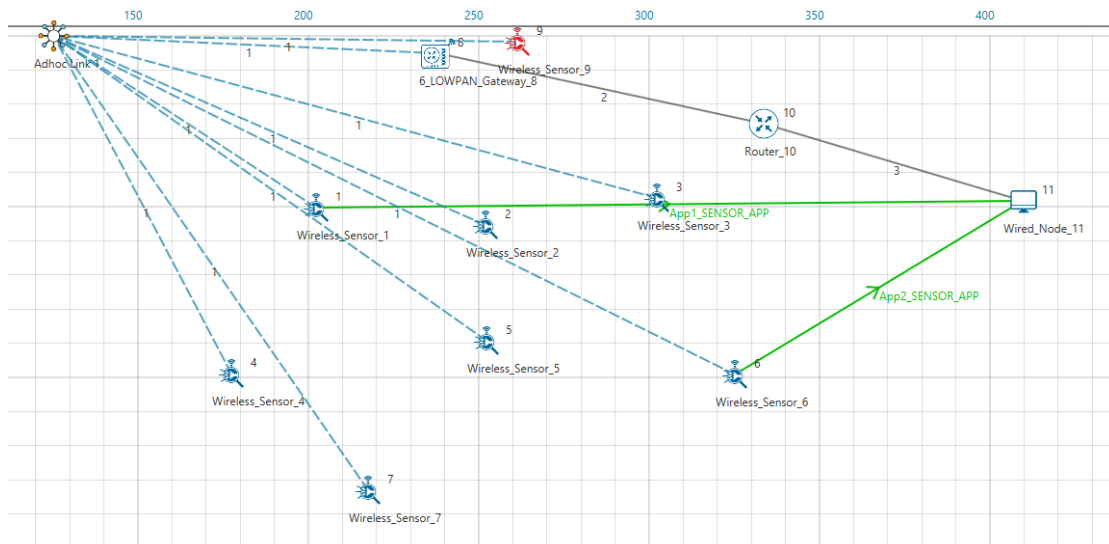 150 200 250 300 350 400
9
8
1
1 1
Adhoc Link 1
Wireless_Sensor_9
6_LOWPAN_Gateway_8
2
10
1
1
1
Router_10
3
3
11
1
1
1
2
1
App1_SENSOR_APP
Wireless_Sensor_1
Wireless_Sensor_3
Wired_Node_11
Wireless_Sensor_2
1
App2_SENSOR_APP
5
4
6
Wireless_Sensor_5
Wireless_Sensor_4
Wireless_Sensor_6
7
Wireless_Sensor_7